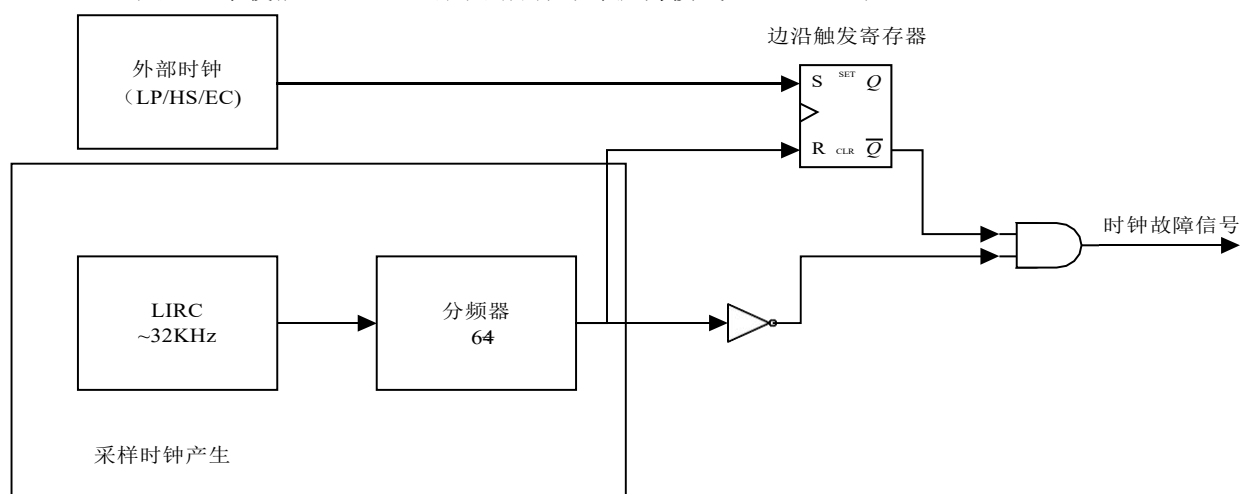 边沿触发寄存器
外部时钟
（LP/HS/EC)
S SET Q
R CLR Q
时钟故障信号
LIRC
~32KHz
分频器
64
采样时钟产生